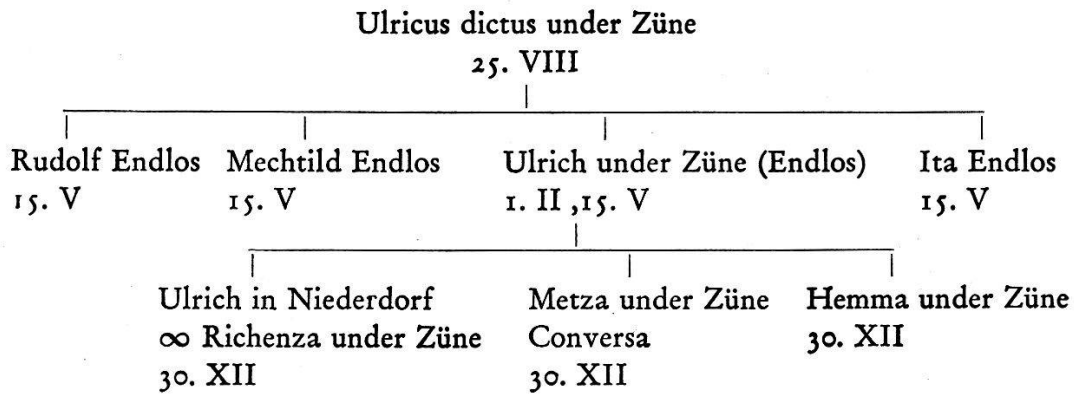 Ulricus dictus under Züne
25. VIII
Rudolf Endlos Mechtild Endlos Ulrich under Züne (Endlos) Ita Endlos
15. V 15. V 1. II ,15. V 15. V
Ulrich in Niederdorf Metza under Züne Hemma under Züne
∞ Richenza under Züne Conversa 30. XII
30. XII 30. XII